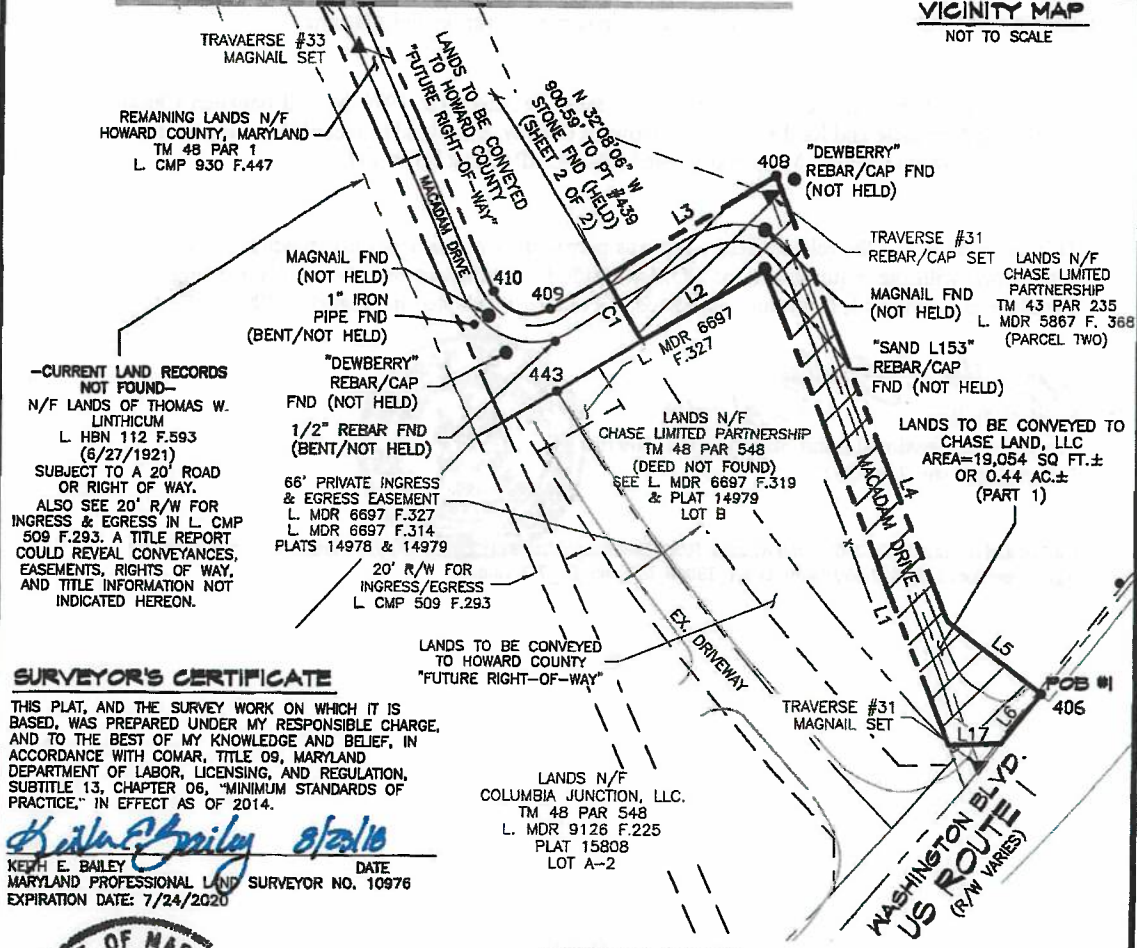 VICINITY MAP
NOT TO SCALE
TRAVAERSE #33
MAGNAIL SET
REMAINING LANDS N/F
HOWARD COUNTY, MARYLAND
TM 48 PAR 1
L. CMP 930 F.447
LANDS TO BE CONVEYED
TO HOWARD COUNTY
"FUTURE RIGHT-OF-WAY"
MACADAM DRIVE
N 32°08'06" W
900.59' TO PT #439
STONE FND (HELD)
(SHEET 2 OF 2)
408
"DEWBERRY"
REBAR/CAP FND
(NOT HELD)
L3
TRAVERSE #31
REBAR/CAP SET
LANDS N/F
CHASE LIMITED
PARTNERSHIP
TM 43 PAR 235
L. MDR 5867 F. 368
(PARCEL TWO)
MAGNAIL FND
(NOT HELD)
MAGNAIL FND
(NOT HELD)
410
409
1" IRON
PIPE FND
(BENT/NOT HELD)
C1
L2
L. MDR 6697
F.327
"SAND L153"
REBAR/CAP
FND (NOT HELD)
"DEWBERRY"
REBAR/CAP
FND (NOT HELD)
443
1/2" REBAR FND
(BENT/NOT HELD)
-CURRENT LAND RECORDS
NOT FOUND-
N/F LANDS OF THOMAS W.
LINTHICUM
L. HBN 112 F.593
(6/27/1921)
SUBJECT TO A 20' ROAD
OR RIGHT OF WAY.
ALSO SEE 20' R/W FOR
INGRESS & EGRESS IN L. CMP
509 F.293. A TITLE REPORT
COULD REVEAL CONVEYANCES,
EASEMENTS, RIGHTS OF WAY,
AND TITLE INFORMATION NOT
INDICATED HEREON.
LANDS N/F
CHASE LIMITED PARTNERSHIP
TM 48 PAR 548
(DEED NOT FOUND)
SEE L. MDR 6697 F.319
& PLAT 14979
LOT B
LANDS TO BE CONVEYED TO
CHASE LAND, LLC
AREA=19,054 SQ FT.±
OR 0.44 AC.±
(PART 1)
66' PRIVATE INGRESS
& EGRESS EASEMENT
L. MDR 6697 F.327
L. MDR 6697 F.314
PLATS 14978 & 14979
20' R/W FOR
INGRESS/EGRESS
L. CMP 509 F.293
MACADAM DRIVE
L4
L1
L5
EX. DRIVEWAY
LANDS TO BE CONVEYED
TO HOWARD COUNTY
"FUTURE RIGHT-OF-WAY"
POB #1
406
L6
TRAVERSE #31
MAGNAIL SET
L17
SURVEYOR'S CERTIFICATE
THIS PLAT, AND THE SURVEY WORK ON WHICH IT IS
BASED, WAS PREPARED UNDER MY RESPONSIBLE CHARGE,
AND TO THE BEST OF MY KNOWLEDGE AND BELIEF, IN
ACCORDANCE WITH COMAR, TITLE 09, MARYLAND
DEPARTMENT OF LABOR, LICENSING, AND REGULATION,
SUBTITLE 13, CHAPTER 06, "MINIMUM STANDARDS OF
PRACTICE," IN EFFECT AS OF 2014.
Keith E. Bailey 8/23/18
KEITH E. BAILEY DATE
MARYLAND PROFESSIONAL LAND SURVEYOR NO. 10976
EXPIRATION DATE: 7/24/2020
LANDS N/F
COLUMBIA JUNCTION, LLC.
TM 48 PAR 548
L. MDR 9126 F.225
PLAT 15808
LOT A-2
WASHINGTON BLVD.
US ROUTE 1
(R/W VARIES)
OF MAR